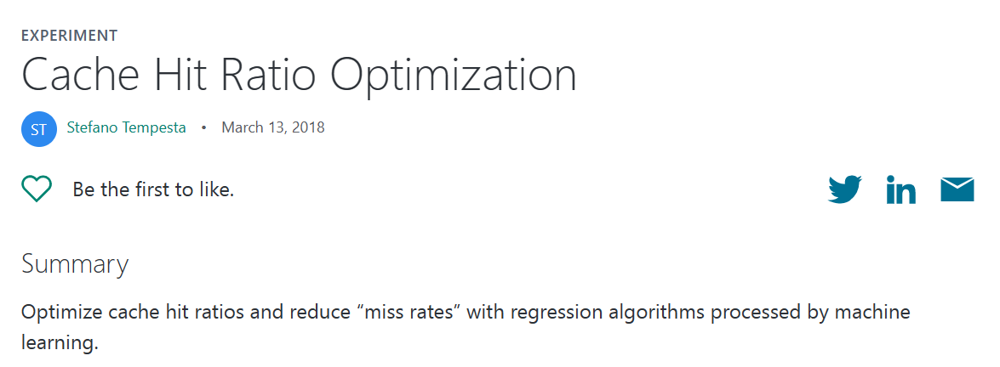 EXPERIMENT
Cache Hit Ratio Optimization
ST Stefano Tempesta • March 13, 2018
Be the first to like.
in
Summary
Optimize cache hit ratios and reduce “miss rates” with regression algorithms processed by machine
learning.